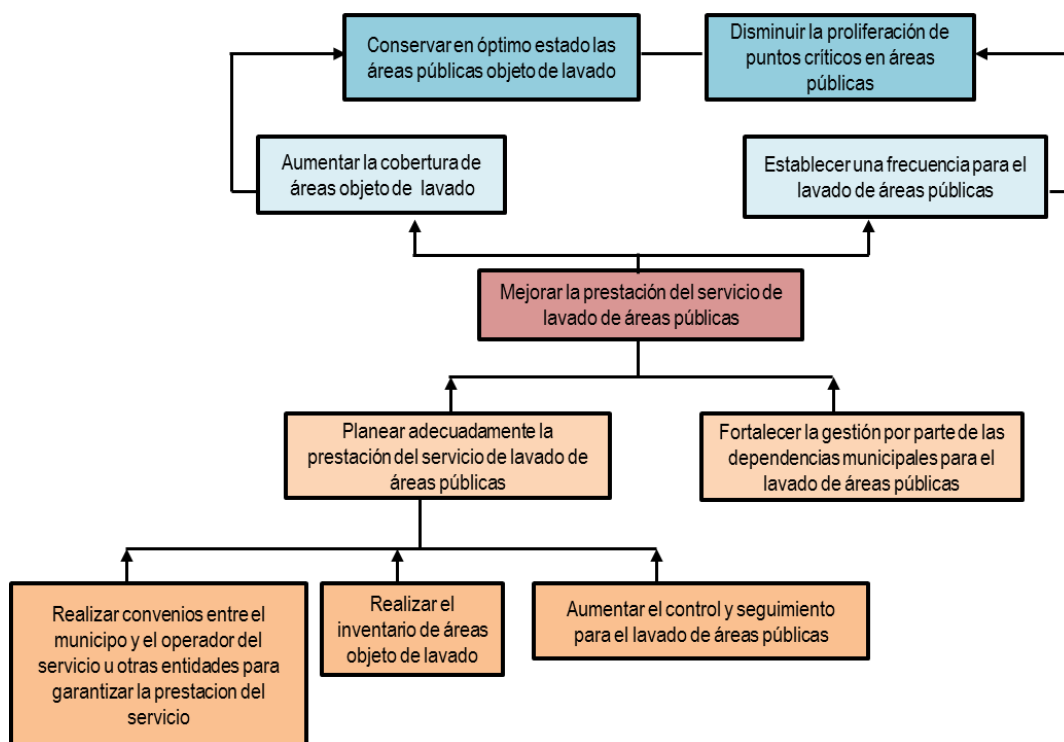 Conservar en óptimo estado las
áreas públicas objeto de lavado
Disminuir la proliferación de
puntos críticos en áreas
públicas
Aumentar la cobertura de
áreas objeto de lavado
Establecer una frecuencia para el
lavado de áreas públicas
Mejorar la prestación del servicio de
lavado de áreas públicas
Planear adecuadamente la
prestación del servicio de lavado de
áreas públicas
Fortalecer la gestión por parte de las
dependencias municipales para el
lavado de áreas públicas
Realizar convenios entre el
municipo y el operador del
servicio u otras entidades para
garantizar la prestacion del
servicio
Realizar el
inventario de áreas
objeto de lavado
Aumentar el control y seguimiento
para el lavado de áreas públicas